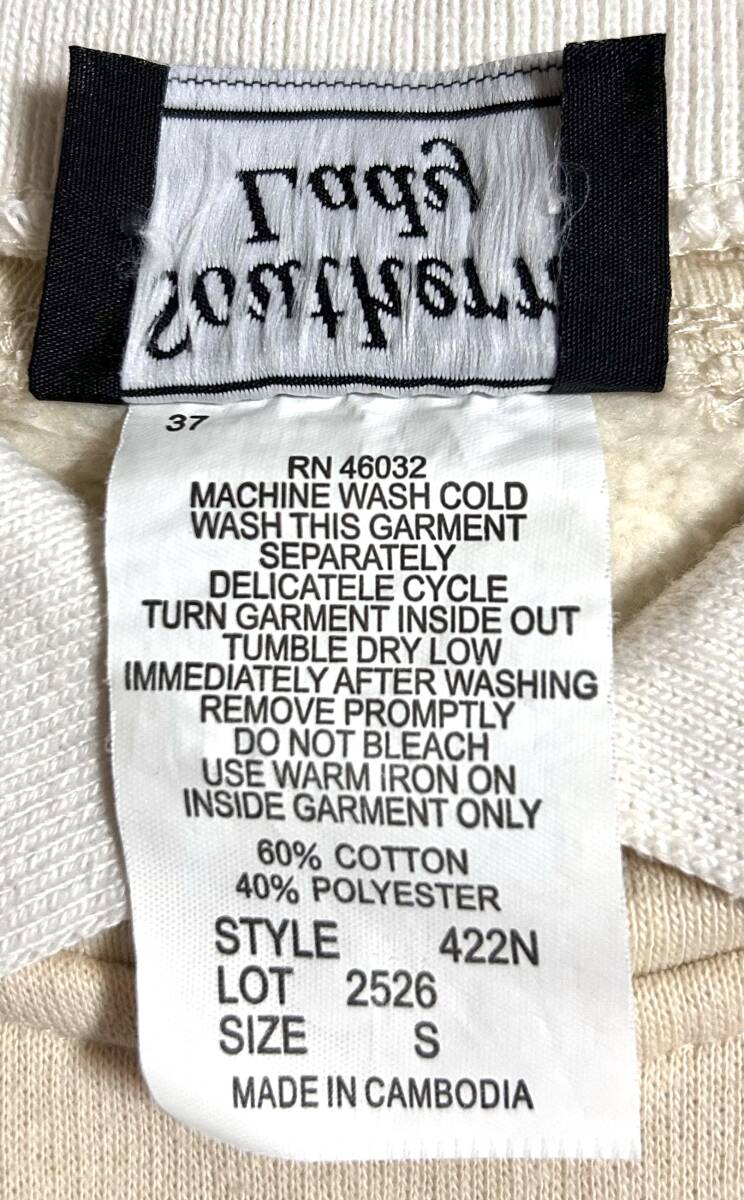 Southern
Lady
37
RN 46032
MACHINE WASH COLD
WASH THIS GARMENT
SEPARATELY
DELICATELE CYCLE
TURN GARMENT INSIDE OUT
TUMBLE DRY LOW
IMMEDIATELY AFTER WASHING
REMOVE PROMPTLY
DO NOT BLEACH
USE WARM IRON ON
INSIDE GARMENT ONLY
60% COTTON
40% POLYESTER
STYLE 422N
LOT 2526
SIZE S
MADE IN CAMBODIA